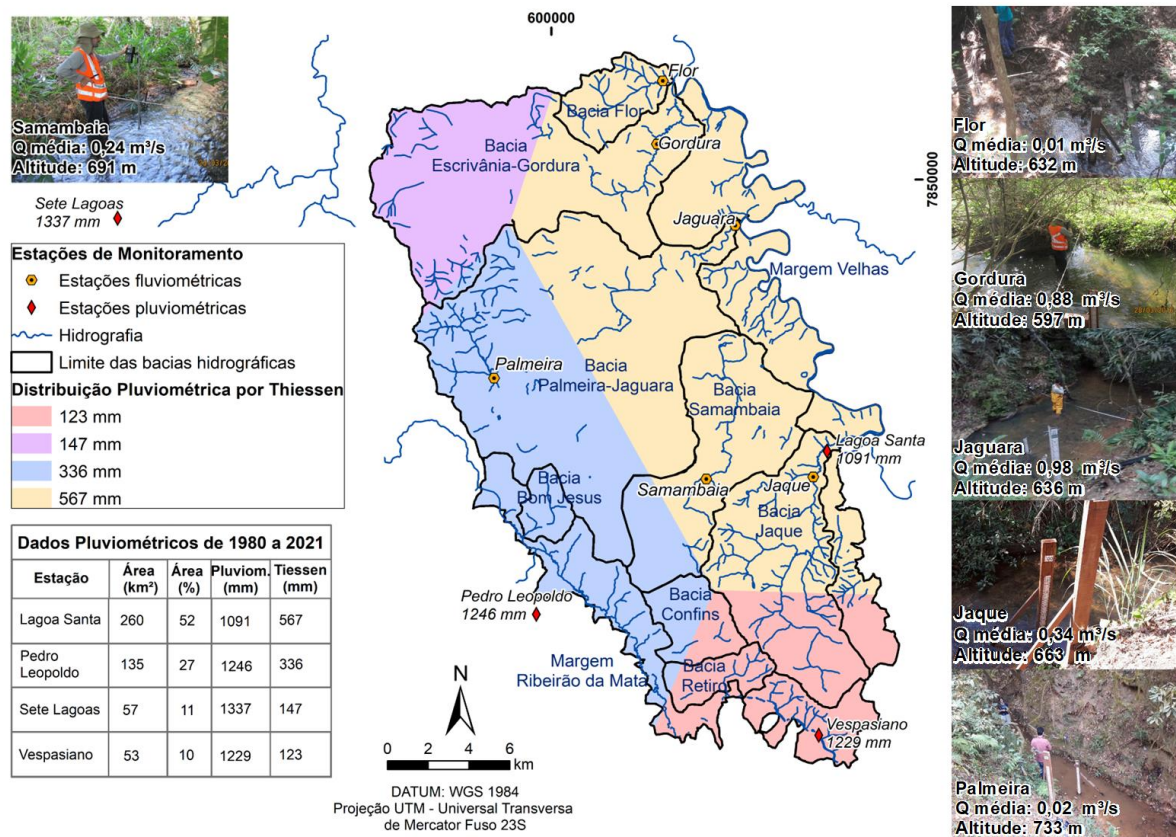 Samambaia
Q média: 0,24 m³/s
Altitude: 691 m
Sete Lagoas
1337 mm
Estações de Monitoramento
Estações fluviométricas
Estações pluviométricas
Hidrografia
Limite das bacias hidrográficas
Distribuição Pluviométrica por Thiessen
123 mm
147 mm
336 mm
567 mm
Dados Pluviométricos de 1980 a 2021
Estação Área (km²) Área (%) Pluviom. (mm) Tiessen (mm)
Lagoa Santa 260 52 1091 567
Pedro Leopoldo 135 27 1246 336
Sete Lagoas 57 11 1337 147
Vespasiano 53 10 1229 123
600000
7850000
Flor
Bacia Flor
Gordura
Bacia
Escrivânia-Gordura
Jaguara
Margem Velhas
Palmeira
Bacia
Palmeira-Jaguara
Bacia
Samambaia
Lagoa Santa
1091 mm
Samambaia
Jaque
Bacia
Jaque
Bacia
Bom Jesus
Pedro Leopoldo
1246 mm
Bacia
Confins
Margem
Ribeirão da Mata
Bacia
Retiro
Vespasiano
1229 mm
N
0 2 4 6
km
DATUM: WGS 1984
Projeção UTM - Universal Transversa
de Mercator Fuso 23S
Flor
Q média: 0,01 m³/s
Altitude: 632 m
Gordura
Q média: 0,88 m³/s
Altitude: 597 m
Jaguara
Q média: 0,98 m³/s
Altitude: 636 m
Jaque
Q média: 0,34 m³/s
Altitude: 663 m
Palmeira
Q média: 0,02 m³/s
Altitude: 733 m